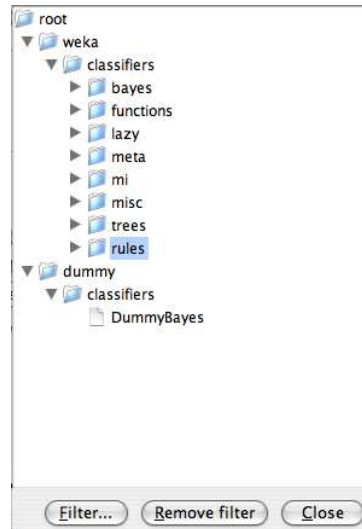 root
weka
classifiers
bayes
functions
lazy
meta
mi
misc
trees
rules
dummy
classifiers
DummyBayes
Filter... Remove filter Close